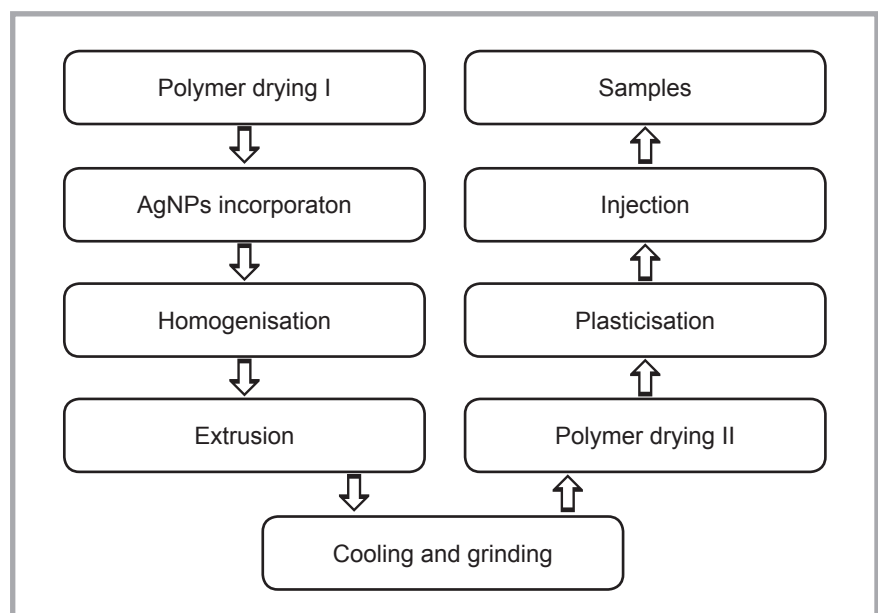 Polymer drying I
AgNPs incorporaton
Homogenisation
Extrusion
Cooling and grinding
Polymer drying II
Plasticisation
Injection
Samples